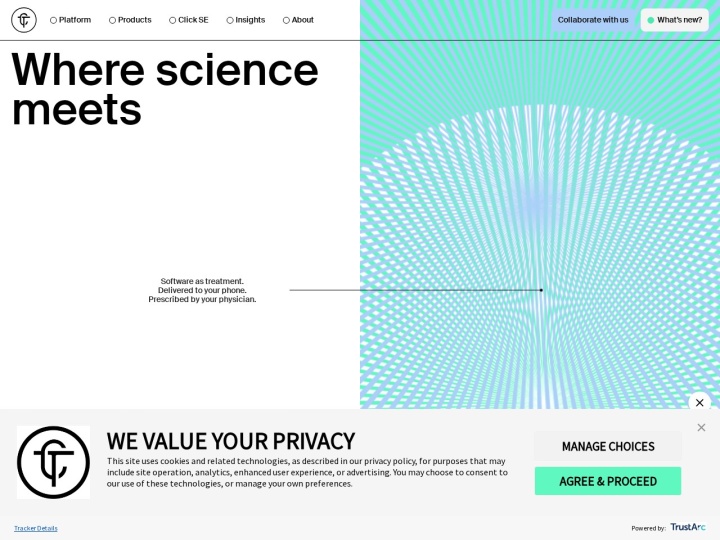 Platform
Products
Click SE
Insights
About
Collaborate with us
What's new?
Where science
meets
Software as treatment.
Delivered to your phone.
Prescribed by your physician.
WE VALUE YOUR PRIVACY
This site uses cookies and related technologies, as described in our privacy policy, for purposes that may
include site operation, analytics, enhanced user experience, or advertising. You may choose to consent to
our use of these technologies, or manage your own preferences.
MANAGE CHOICES
AGREE & PROCEED
Tracker Details
Powered by: TrustArc